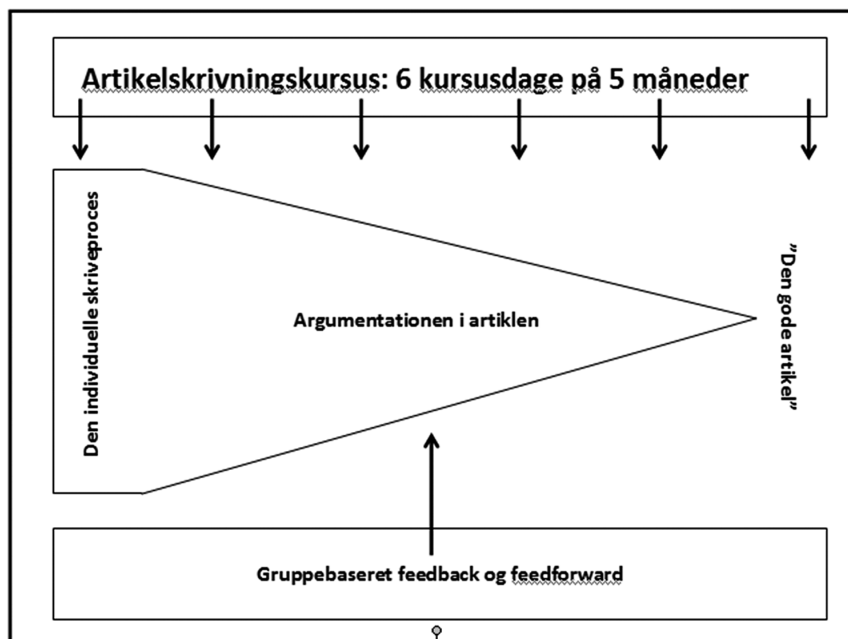 Artikelskrivningskursus: 6 kursusdage på 5 måneder
Den individuelle skriveproces
Argumentationen i artiklen
”Den gode artikel”
Gruppebaseret feedback og feedforward